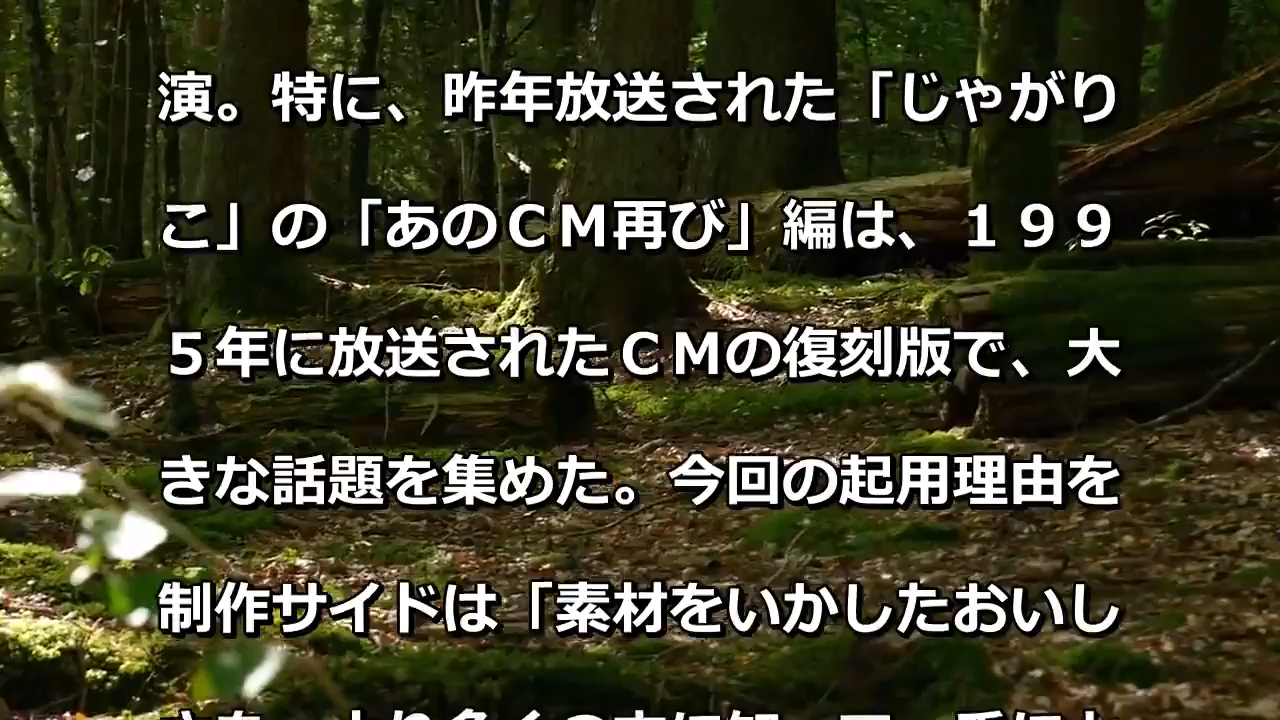 演。特に、昨年放送された「じゃがり
こ」の「あのＣＭ再び」編は、１９９
５年に放送されたＣＭの復刻版で、大
きな話題を集めた。今回の起用理由を
制作サイドは「素材をいかしたおいし